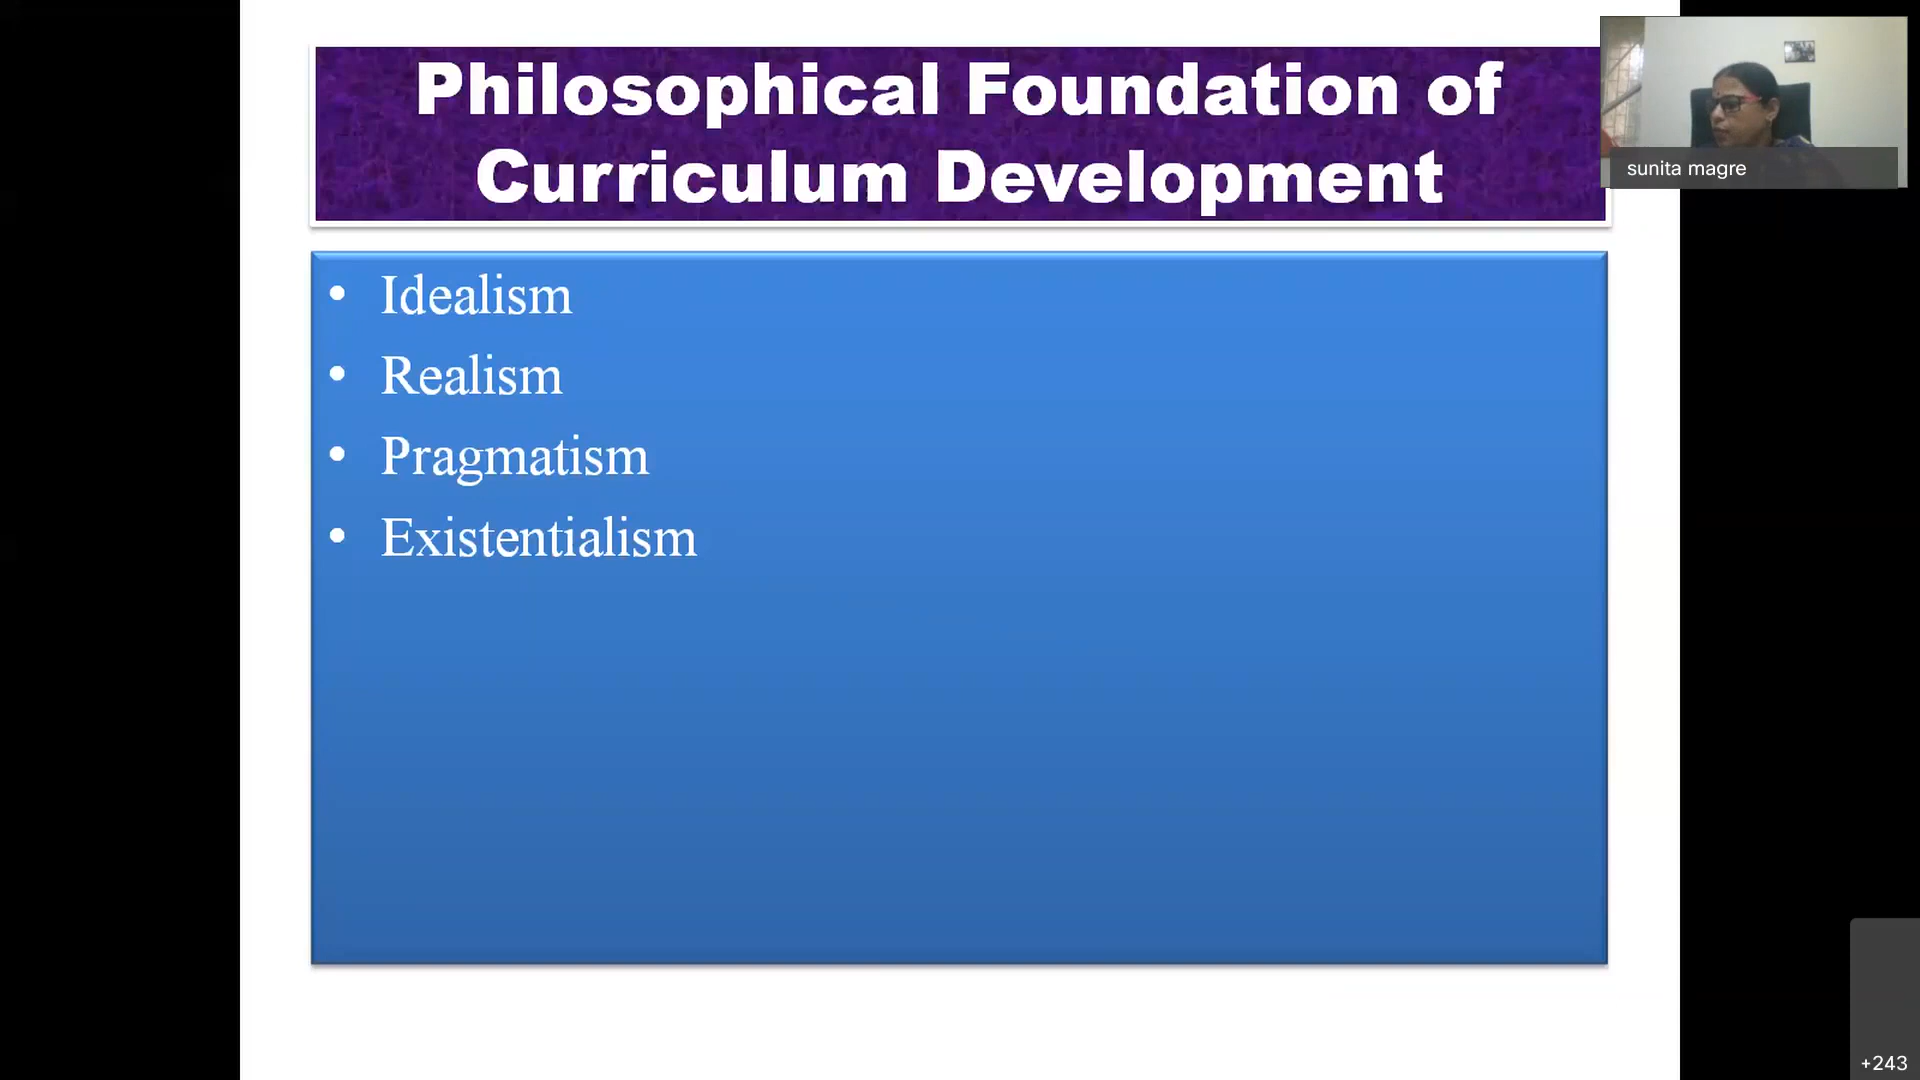 Philosophical Foundation of
Curriculum Development
sunita magre
• Idealism
• Realism
• Pragmatism
• Existentialism
+243